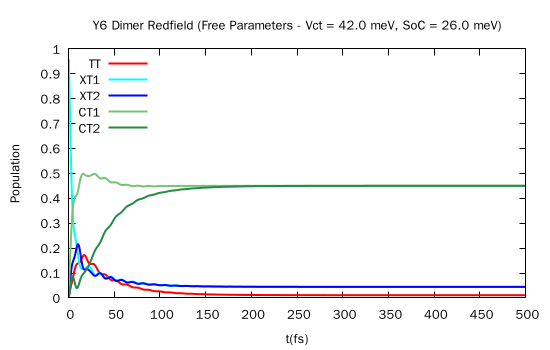 Y6 Dimer Redfield (Free Parameters - Vct = 42.0 meV, SoC = 26.0 meV)
1
0.9
0.8
0.7
0.6
0.5
0.4
0.3
0.2
0.1
0
Population
TT
XT1
XT2
CT1
CT2
0 50 100 150 200 250 300 350 400 450 500
t(fs)